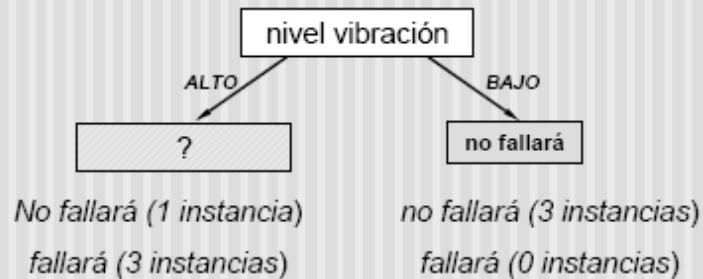 nivel vibración
ALTO BAJO
? no fallará
No fallará (1 instancia) no fallará (3 instancias)
fallará (3 instancias) fallará (0 instancias)